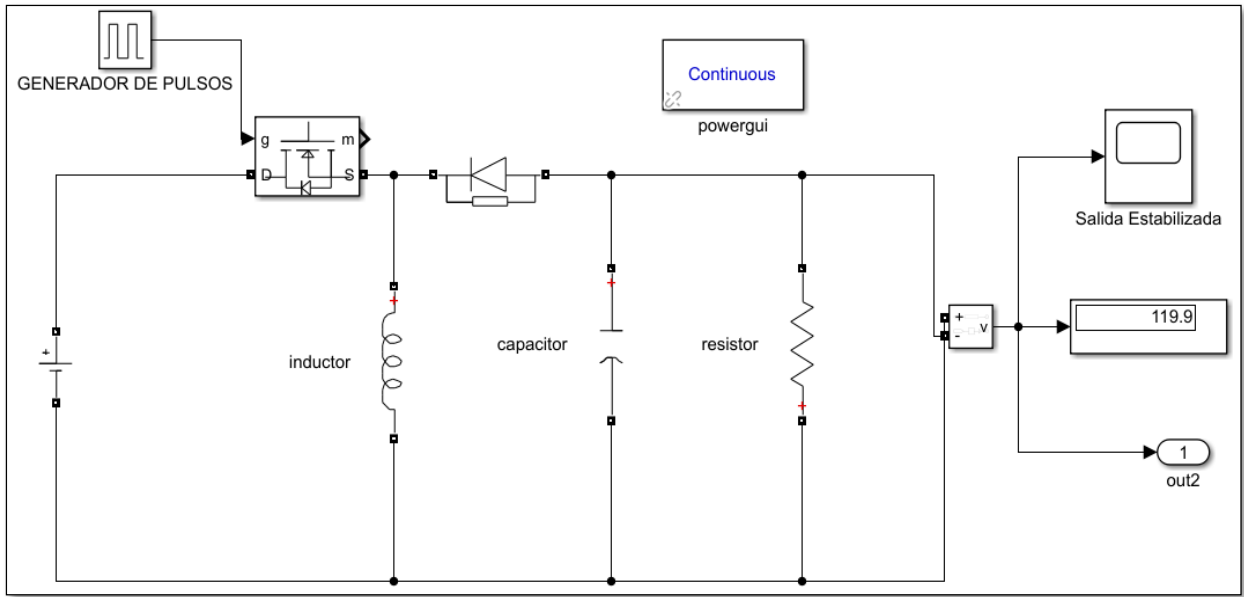 GENERADOR DE PULSOS
Continuous
powergui
g
m
D
S
Salida Estabilizada
+
+
+
+
inductor
capacitor
resistor
+
-
v
119.9
1
out2